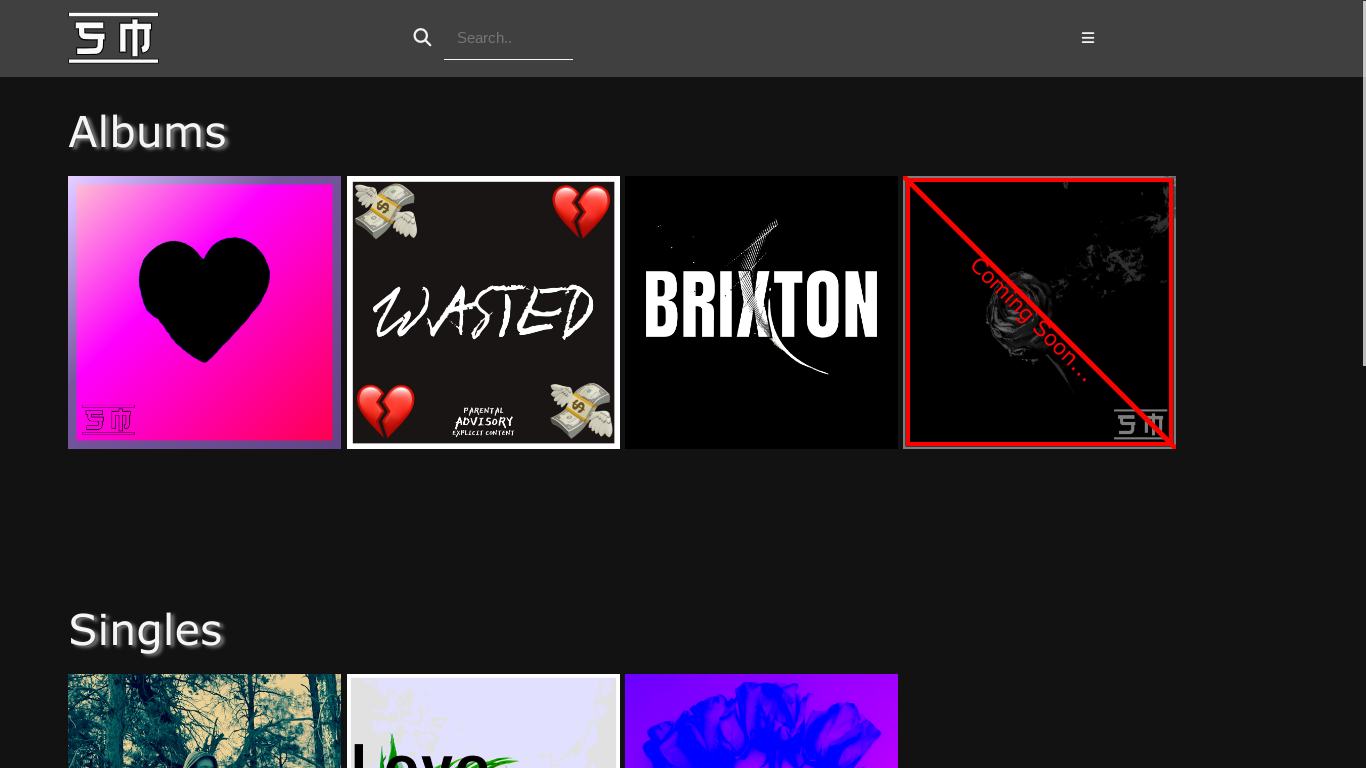 SM
Search..
Albums
WASTED
PARENTAL
ADVISORY
EXPLICIT CONTENT
BRIXTON
Coming Soon...
SM
SM
Singles
Love